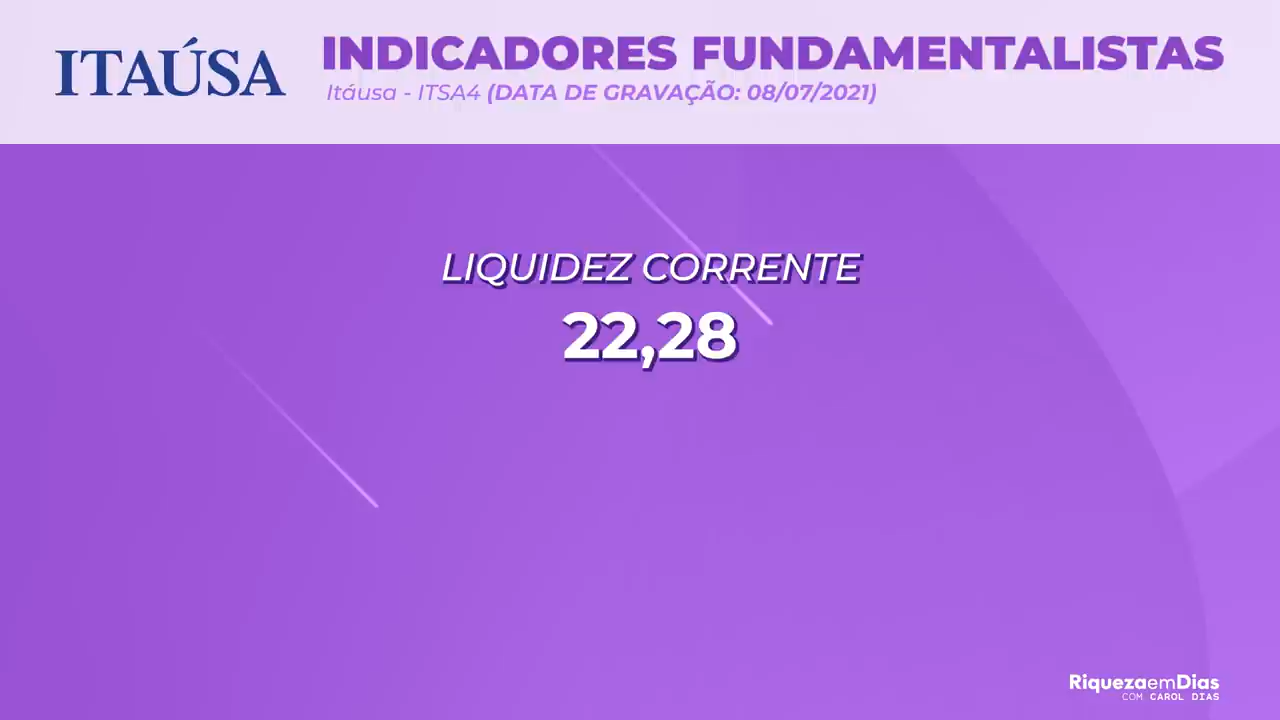 ITAÚSA
INDICADORES FUNDAMENTALISTAS
Itáusa - ITSA4 (DATA DE GRAVAÇÃO: 08/07/2021)
LIQUIDEZ CORRENTE
22,28
RiquezaemDias
COM CAROL DIAS